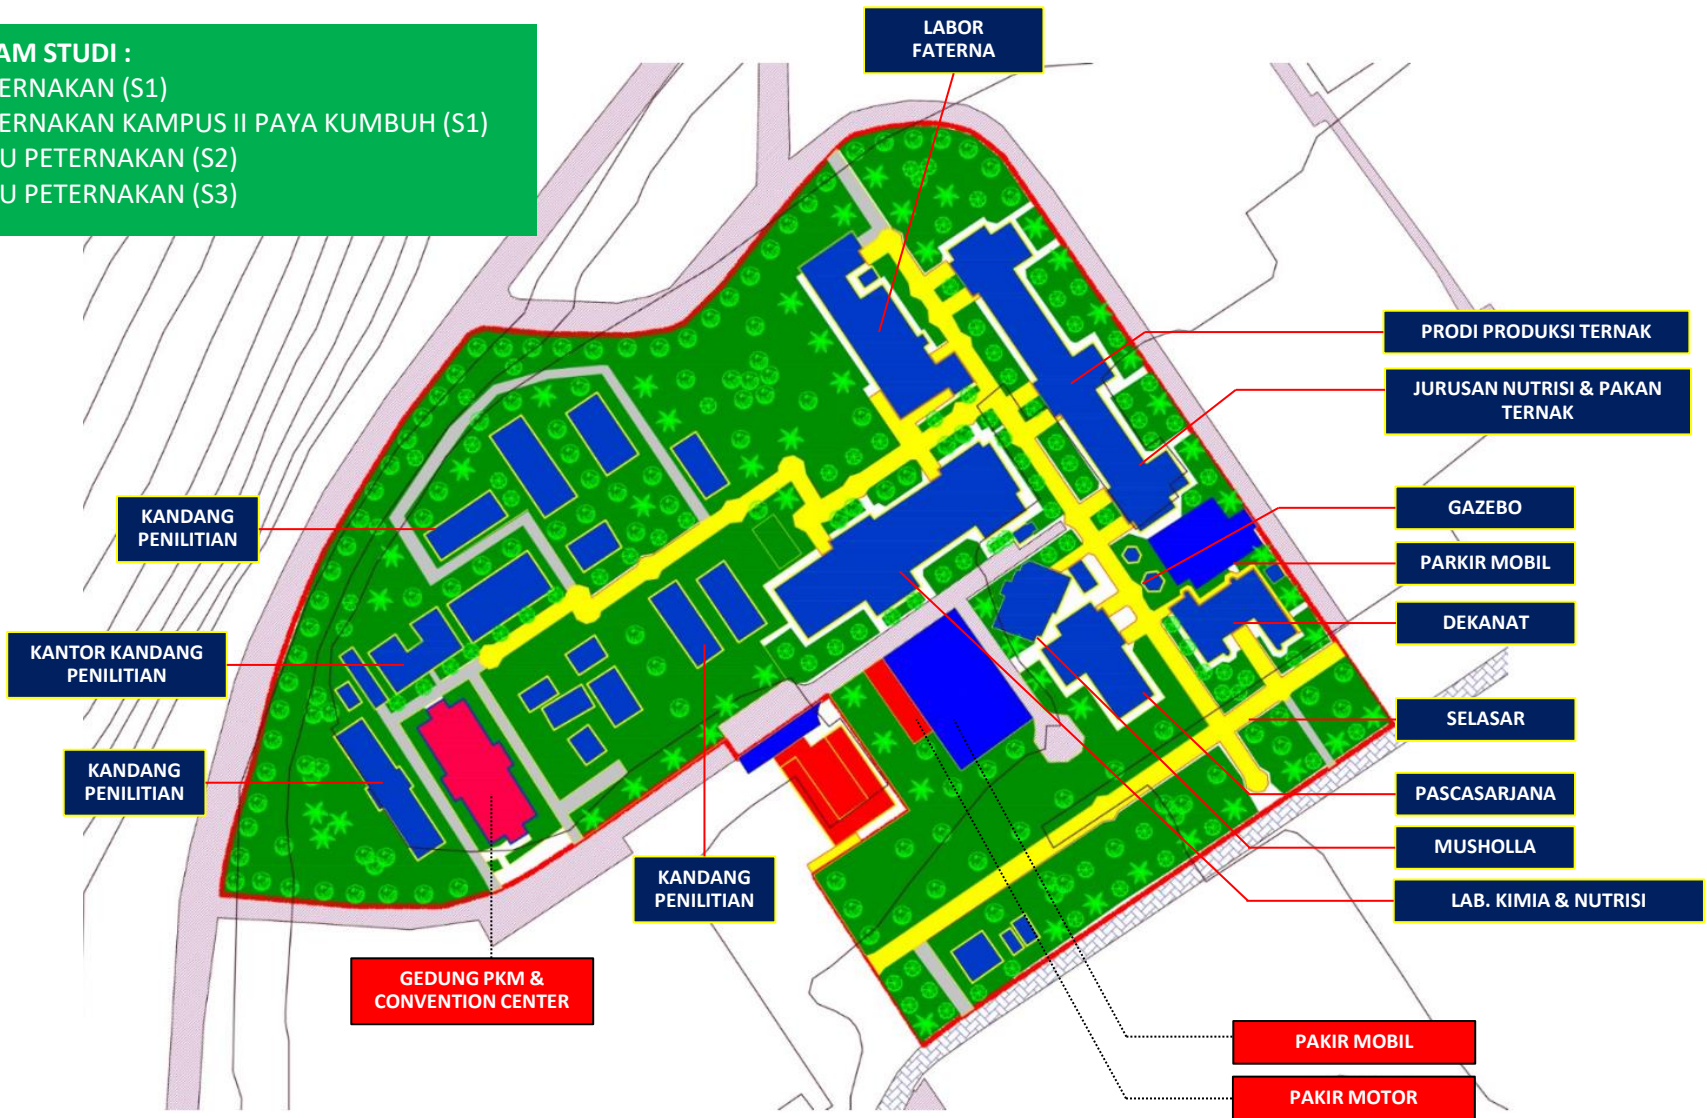 AM STUDI :
ERNAKAN (S1)
ERNAKAN KAMPUS II PAYA KUMBUH (S1)
U PETERNAKAN (S2)
U PETERNAKAN (S3)
LABOR
FATERNA
PRODI PRODUKSI TERNAK
JURUSAN NUTRISI & PAKAN
TERNAK
GAZEBO
PARKIR MOBIL
DEKANAT
SELASAR
PASCASARJANA
MUSHOLLA
LAB. KIMIA & NUTRISI
KANDANG
PENILITIAN
KANTOR KANDANG
PENILITIAN
KANDANG
PENILITIAN
KANDANG
PENILITIAN
GEDUNG PKM &
CONVENTION CENTER
PAKIR MOBIL
PAKIR MOTOR